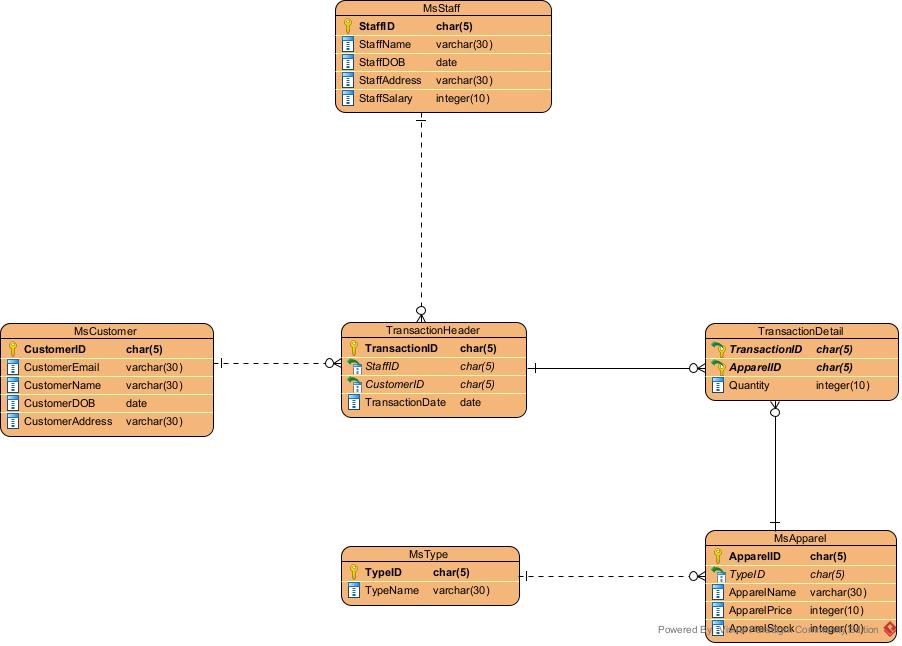 MsStaff
StaffID char(5)
StaffName varchar(30)
StaffDOB date
StaffAddress varchar(30)
StaffSalary integer(10)
MsCustomer
CustomerID char(5)
CustomerEmail varchar(30)
CustomerName varchar(30)
CustomerDOB date
CustomerAddress varchar(30)
TransactionHeader
TransactionID char(5)
StaffID char(5)
CustomerID char(5)
TransactionDate date
TransactionDetail
TransactionID char(5)
ApparelID char(5)
Quantity integer(10)
MsType
TypeID char(5)
TypeName varchar(30)
MsApparel
ApparelID char(5)
TypeID char(5)
ApparelName varchar(30)
ApparelPrice integer(10)
ApparelStock integer(10)
Powered By